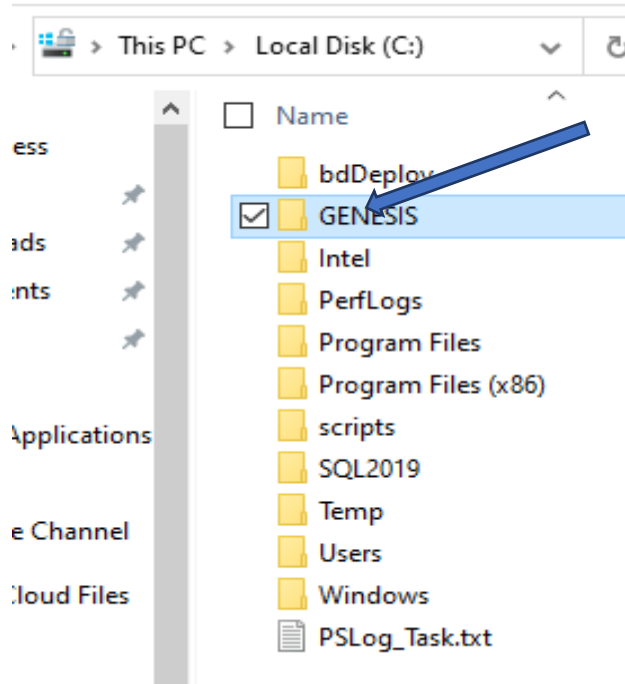 This PC > Local Disk (C:)
Name
ess
bdDeploy
GENESIS
ads
Intel
ents
PerfLogs
Program Files
Program Files (x86)
Applications
scripts
SQL2019
Temp
e Channel
Users
Cloud Files
Windows
PSLog_Task.txt